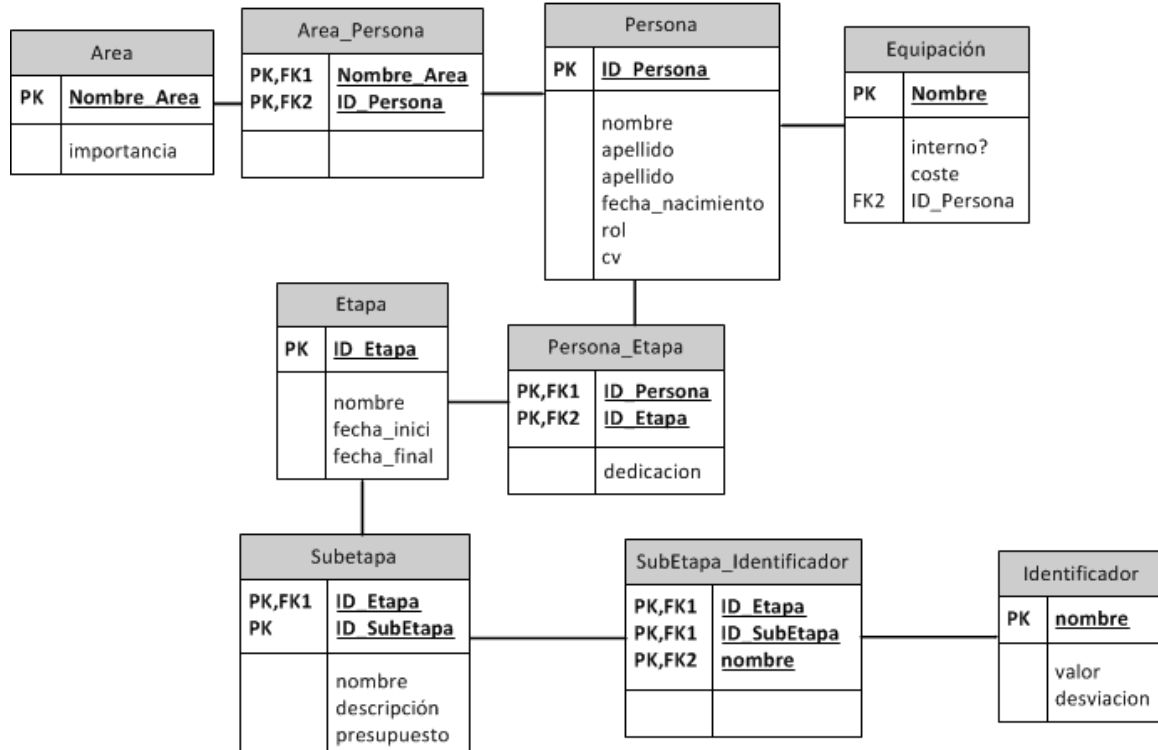 Area
PK Nombre_Area
importancia
Area_Persona
PK,FK1 Nombre_Area
PK,FK2 ID_Persona
Persona
PK ID_Persona
nombre
apellido
apellido
fecha_nacimiento
rol
cv
Equipación
PK Nombre
interno?
coste
FK2 ID_Persona
Etapa
PK ID_Etapa
nombre
fecha_inici
fecha_final
Persona_Etapa
PK,FK1 ID_Persona
PK,FK2 ID_Etapa
dedicacion
Subetapa
PK,FK1 ID_Etapa
PK ID_SubEtapa
nombre
descripción
presupuesto
SubEtapa_Identificador
PK,FK1 ID_Etapa
PK,FK1 ID_SubEtapa
PK,FK2 nombre
Identificador
PK nombre
valor
desviacion